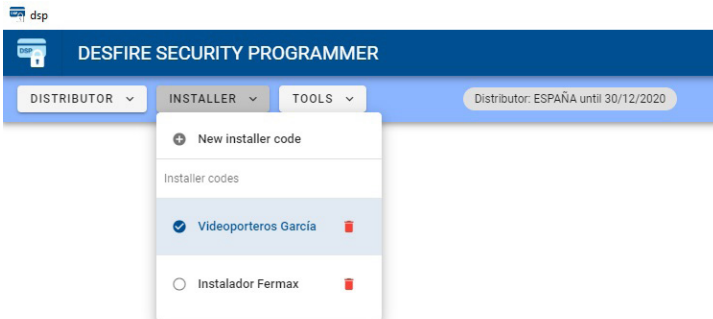 dsp
DSP
DESFIRE SECURITY PROGRAMMER
DISTRIBUTOR
INSTALLER
TOOLS
Distributor: ESPAÑA until 30/12/2020
New installer code
Installer codes
Videoporteros García
Instalador Fermax